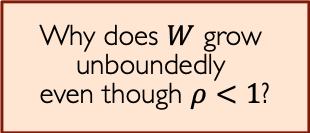 Why does W grow
unboundedly
even though ρ < 1?